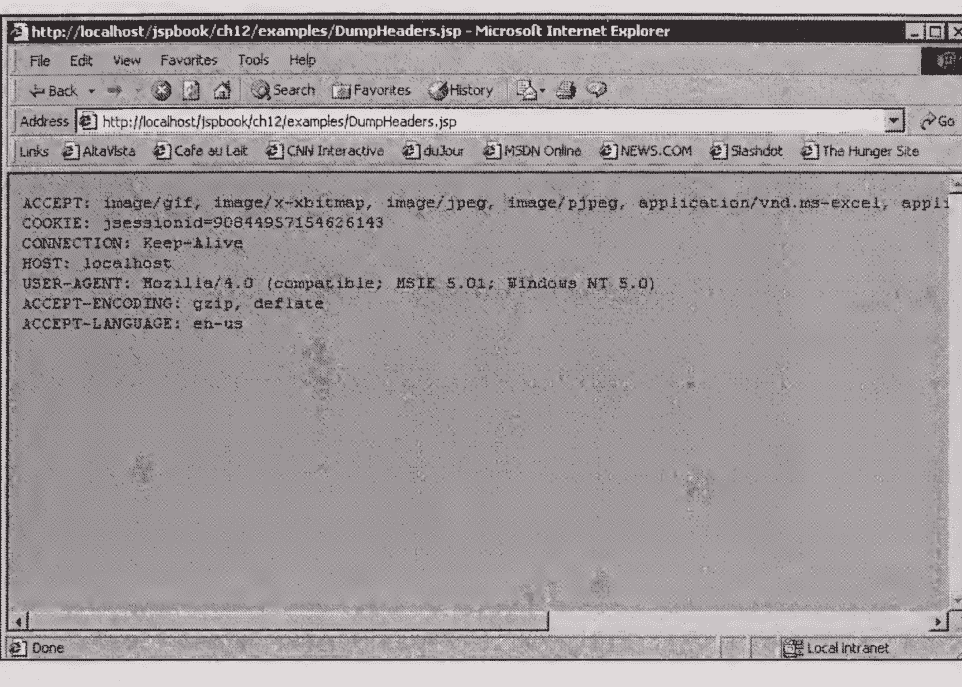 http://localhost/jspbook/ch12/examples/DumpHeaders.jsp - Microsoft Internet Explorer
File Edit View Favorites Tools Help
Back Search Favorites History
Address http://localhost/jspbook/ch12/examples/DumpHeaders.jsp Go
Links AltaVista Cafe au Lait CNN Interactive duJour MSDN Online NEWS.COM Slashdot The Hunger Site
ACCEPT: image/gif, image/x-xbitmap, image/jpeg, image/pjpeg, application/vnd.ms-excel, appli
COOKIE: jsessionid=90844957154626143
CONNECTION: Keep-Alive
HOST: localhost
USER-AGENT: Mozilla/4.0 (compatible; MSIE 5.01; Windows NT 5.0)
ACCEPT-ENCODING: gzip, deflate
ACCEPT-LANGUAGE: en-us
Done Local intranet